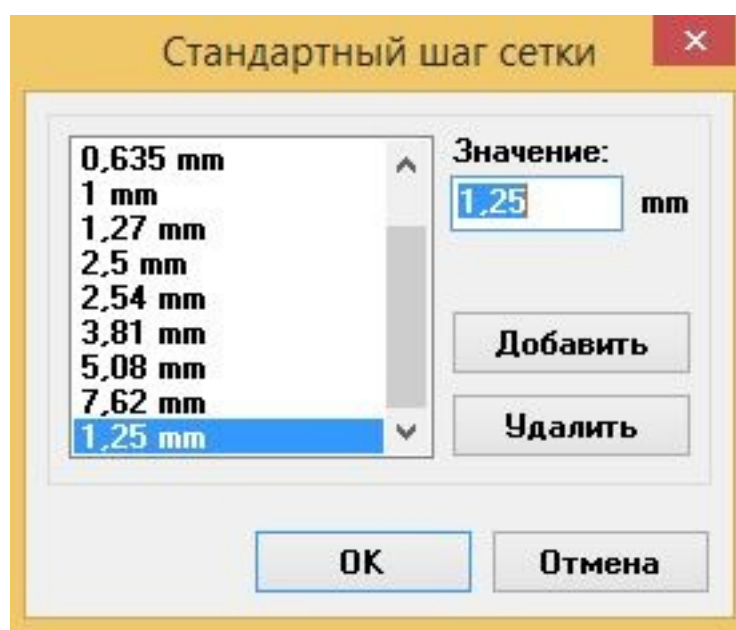 Стандартный шаг сетки
0,635 mm
1 mm
1,27 mm
2,5 mm
2,54 mm
3,81 mm
5,08 mm
7,62 mm
1,25 mm
Значение:
1,25 mm
Добавить
Удалить
OK
Отмена